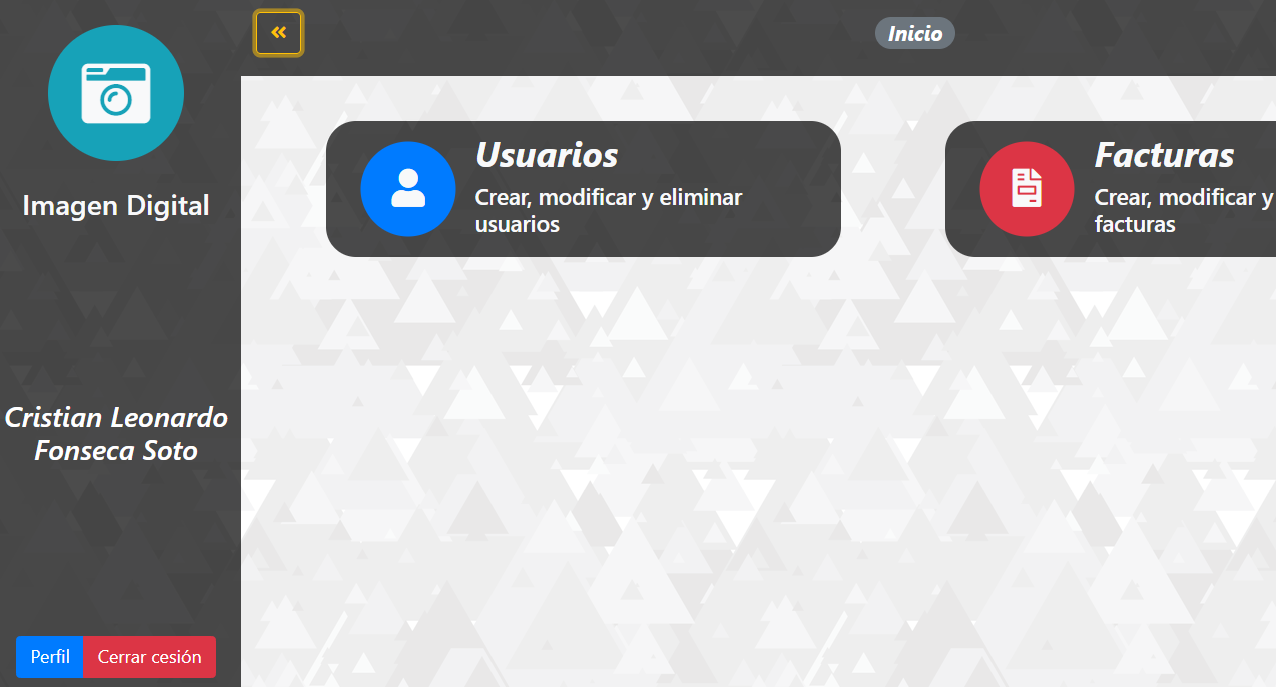 Imagen Digital
Cristian Leonardo
Fonseca Soto
Perfil
Cerrar cesión
Inicio
Usuarios
Crear, modificar y eliminar
usuarios
Facturas
Crear, modificar y
facturas